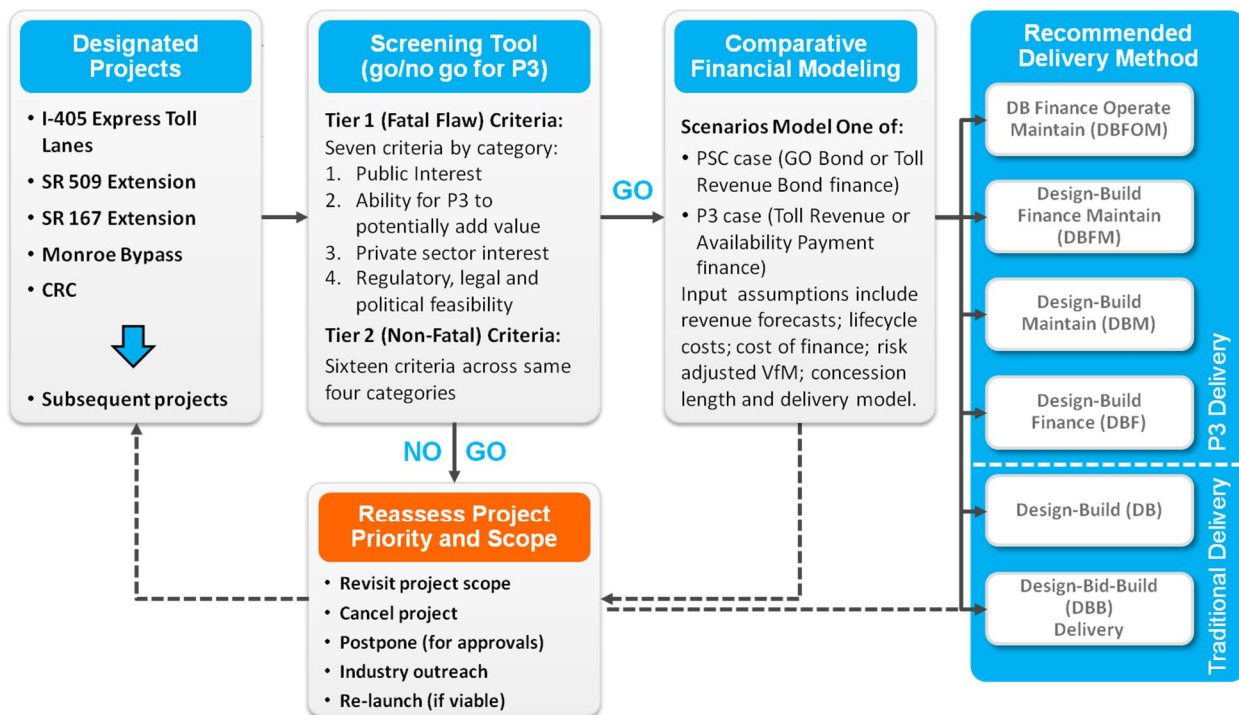 Designated
Projects
• I-405 Express Toll
Lanes
• SR 509 Extension
• SR 167 Extension
• Monroe Bypass
• CRC
• Subsequent projects
Screening Tool
(go/no go for P3)
Tier 1 (Fatal Flaw) Criteria:
Seven criteria by category:
1. Public Interest
2. Ability for P3 to
potentially add value
3. Private sector interest
4. Regulatory, legal and
political feasibility
Tier 2 (Non-Fatal) Criteria:
Sixteen criteria across same
four categories
GO
NO GO
Comparative
Financial Modeling
Scenarios Model One of:
• PSC case (GO Bond or Toll
Revenue Bond finance)
• P3 case (Toll Revenue or
Availability Payment
finance)
Input assumptions include
revenue forecasts; lifecycle
costs; cost of finance; risk
adjusted VfM; concession
length and delivery model.
Reassess Project
Priority and Scope
• Revisit project scope
• Cancel project
• Postpone (for approvals)
• Industry outreach
• Re-launch (if viable)
Recommended
Delivery Method
DB Finance Operate
Maintain (DBFOM)
Design-Build
Finance Maintain
(DBFM)
Design-Build
Maintain (DBM)
Design-Build
Finance (DBF)
P3 Delivery
Design-Build (DB)
Design-Bid-Build
(DBB)
Delivery
Traditional Delivery